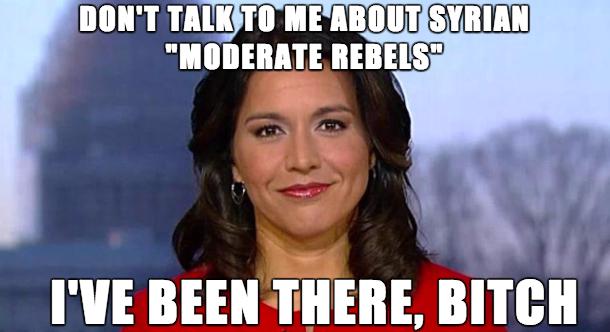 DON'T TALK TO ME ABOUT SYRIAN
"MODERATE REBELS"
I'VE BEEN THERE, BITCH